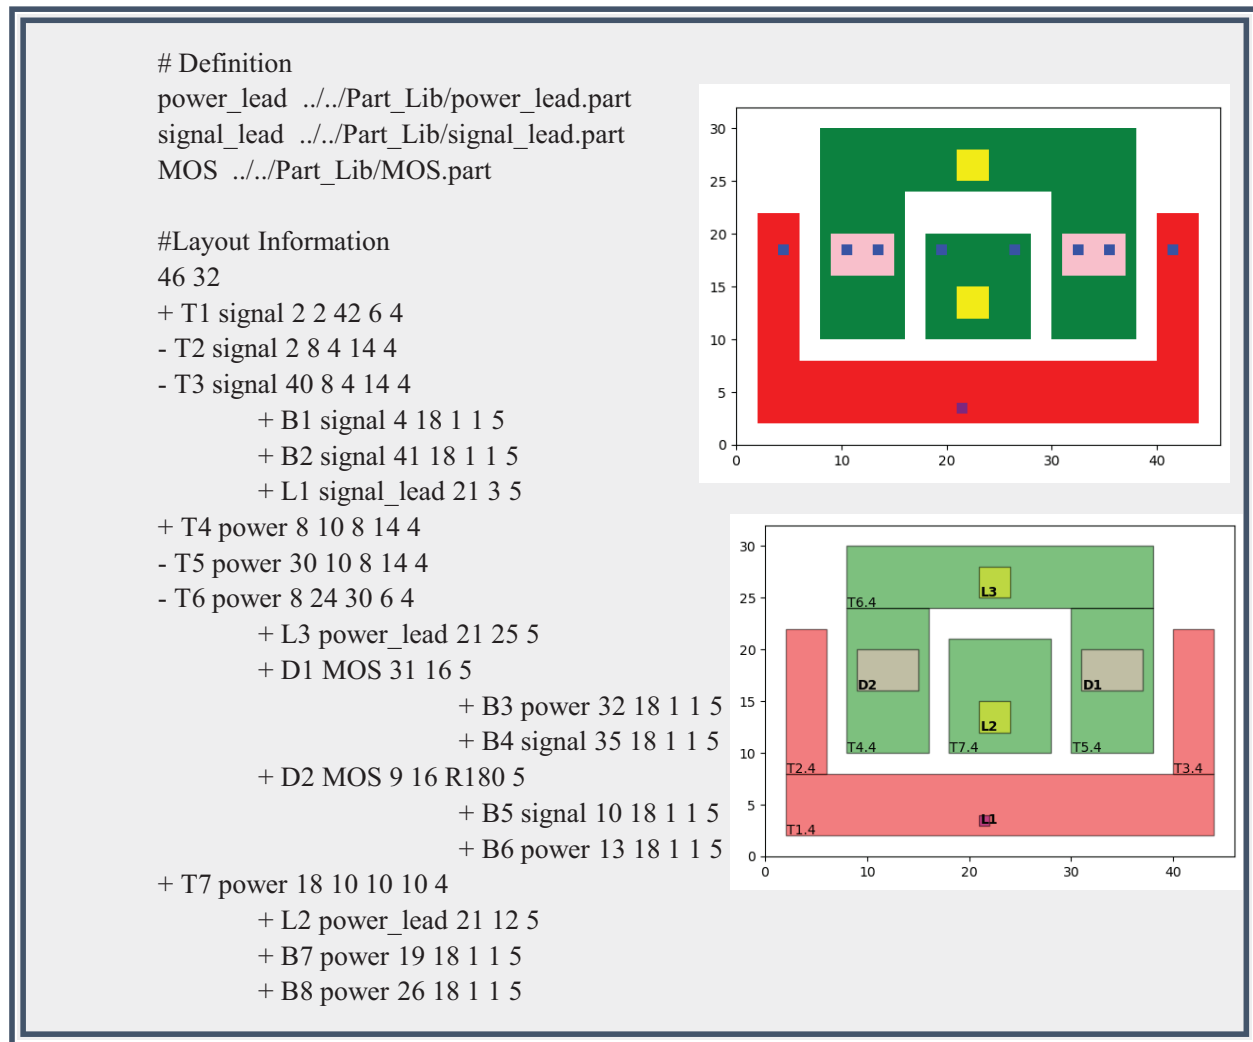 # Definition
power_lead ../../Part_Lib/power_lead.part
signal_lead ../../Part_Lib/signal_lead.part
MOS ../../Part_Lib/MOS.part
#Layout Information
46 32
+ T1 signal 2 2 42 6 4
- T2 signal 2 8 4 14 4
- T3 signal 40 8 4 14 4
+ B1 signal 4 18 1 1 5
+ B2 signal 41 18 1 1 5
+ L1 signal_lead 21 3 5
+ T4 power 8 10 8 14 4
- T5 power 30 10 8 14 4
- T6 power 8 24 30 6 4
+ L3 power_lead 21 25 5
+ D1 MOS 31 16 5
+ B3 power 32 18 1 1 5
+ B4 signal 35 18 1 1 5
+ D2 MOS 9 16 R180 5
+ B5 signal 10 18 1 1 5
+ B6 power 13 18 1 1 5
+ T7 power 18 10 10 10 4
+ L2 power_lead 21 12 5
+ B7 power 19 18 1 1 5
+ B8 power 26 18 1 1 5
30
25
20
15
10
5
0
0 10 20 30 40
30
25
20
15
10
5
0
L3
T6.4
D2 D1
L2
T4.4 T7.4 T5.4
T2.4 T3.4
L1
T1.4
0 10 20 30 40